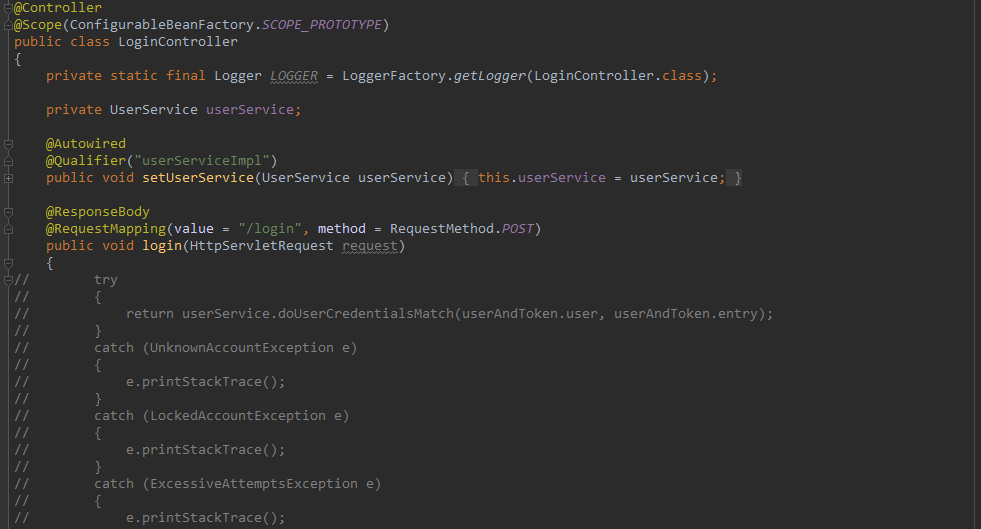 @Controller
@Scope(ConfigurableBeanFactory.SCOPE_PROTOTYPE)
public class LoginController
{
    private static final Logger LOGGER = LoggerFactory.getLogger(LoginController.class);
    private UserService userService;
    @Autowired
    @Qualifier("userServiceImpl")
    public void setUserService(UserService userService) { this.userService = userService; }
    @ResponseBody
    @RequestMapping(value = "/login", method = RequestMethod.POST)
    public void login(HttpServletRequest request)
    {
//        try
//        {
//            return userService.doUserCredentialsMatch(userAndToken.user, userAndToken.entry);
//        }
//        catch (UnknownAccountException e)
//        {
//            e.printStackTrace();
//        }
//        catch (LockedAccountException e)
//        {
//            e.printStackTrace();
//        }
//        catch (ExcessiveAttemptsException e)
//        {
//            e.printStackTrace();